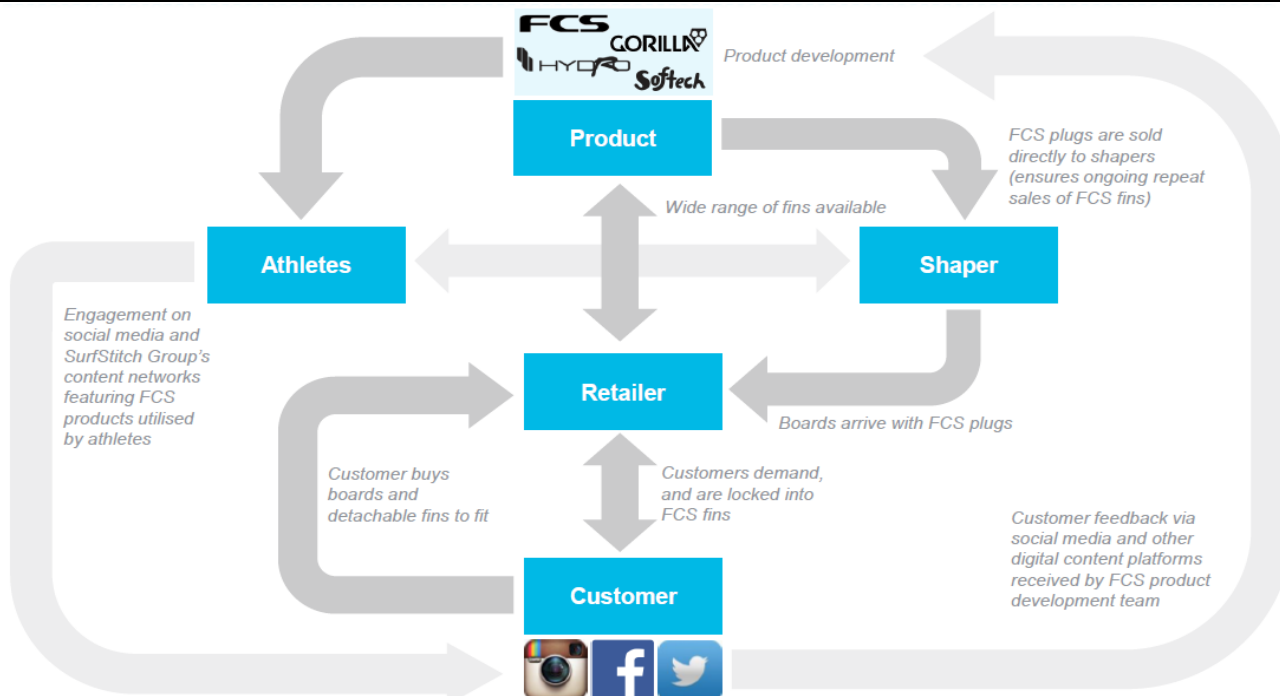 FCS
GORILLA
HYDRO
Softech
Product development
Product
FCS plugs are sold
directly to shapers
(ensures ongoing repeat
sales of FCS fins)
Wide range of fins available
Athletes
Shaper
Engagement on
social media and
SurfStitch Group's
content networks
featuring FCS
products utilised
by athletes
Retailer
Boards arrive with FCS plugs
Customer buys
boards and
detachable fins to fit
Customers demand,
and are locked into
FCS fins
Customer feedback via
social media and other
digital content platforms
received by FCS product
development team
Customer
f